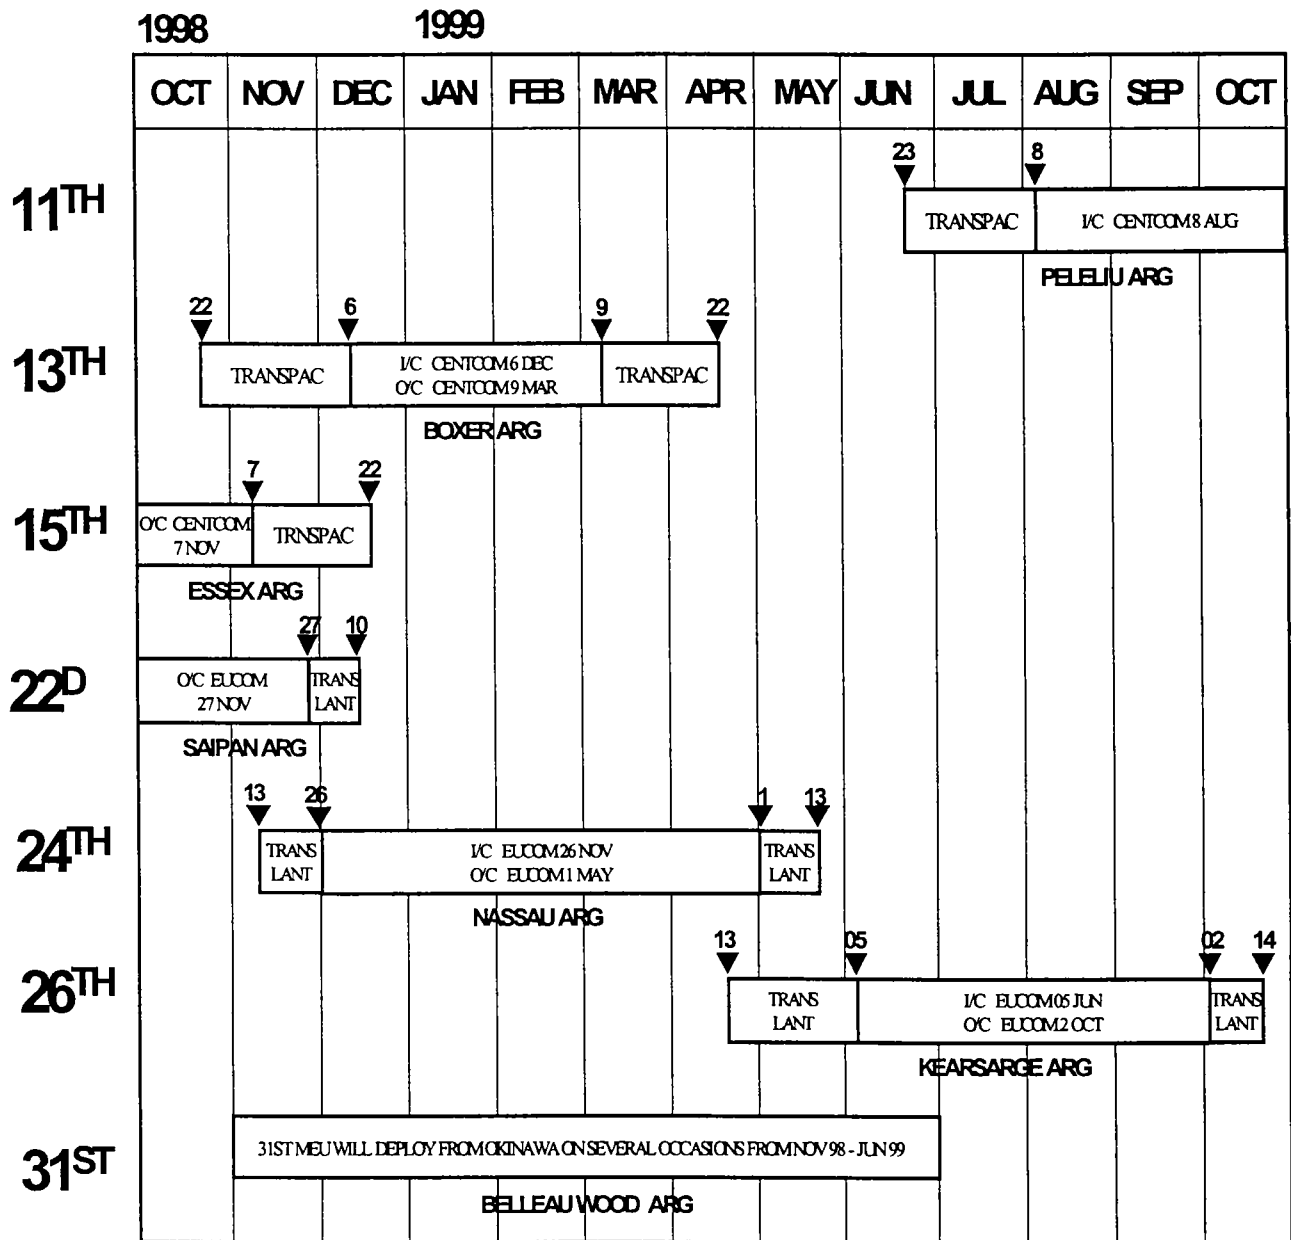 1998 1999
OCT NOV DEC JAN FEB MAR APR MAY JUN JUL AUG SEP OCT
23 8
11TH
TRANSPAC I/C CENTCOM 8 AUG
PELELIU ARG
22 6 9 22
13TH
TRANSPAC
I/C CENTCOM 6 DEC
O/C CENTCOM 9 MAR
TRANSPAC
BOXER ARG
7 22
15TH
O/C CENTCOM
7 NOV
TRNSPAC
ESSEX ARG
27 10
22D
O/C EUCOM
27 NOV
TRANS
LANT
SAIPAN ARG
13 26 1 13
24TH
TRANS
LANT
I/C EUCOM 26 NOV
O/C EUCOM 1 MAY
TRANS
LANT
NASSAU ARG
13 05 02 14
26TH
TRANS
LANT
I/C EUCOM 05 JUN
O/C EUCOM 2 OCT
TRANS
LANT
KEARSARGE ARG
31ST
31ST MEU WILL DEPLOY FROM OKINAWA ON SEVERAL OCCASIONS FROM NOV 98 - JUN 99
BELLEAU WOOD ARG